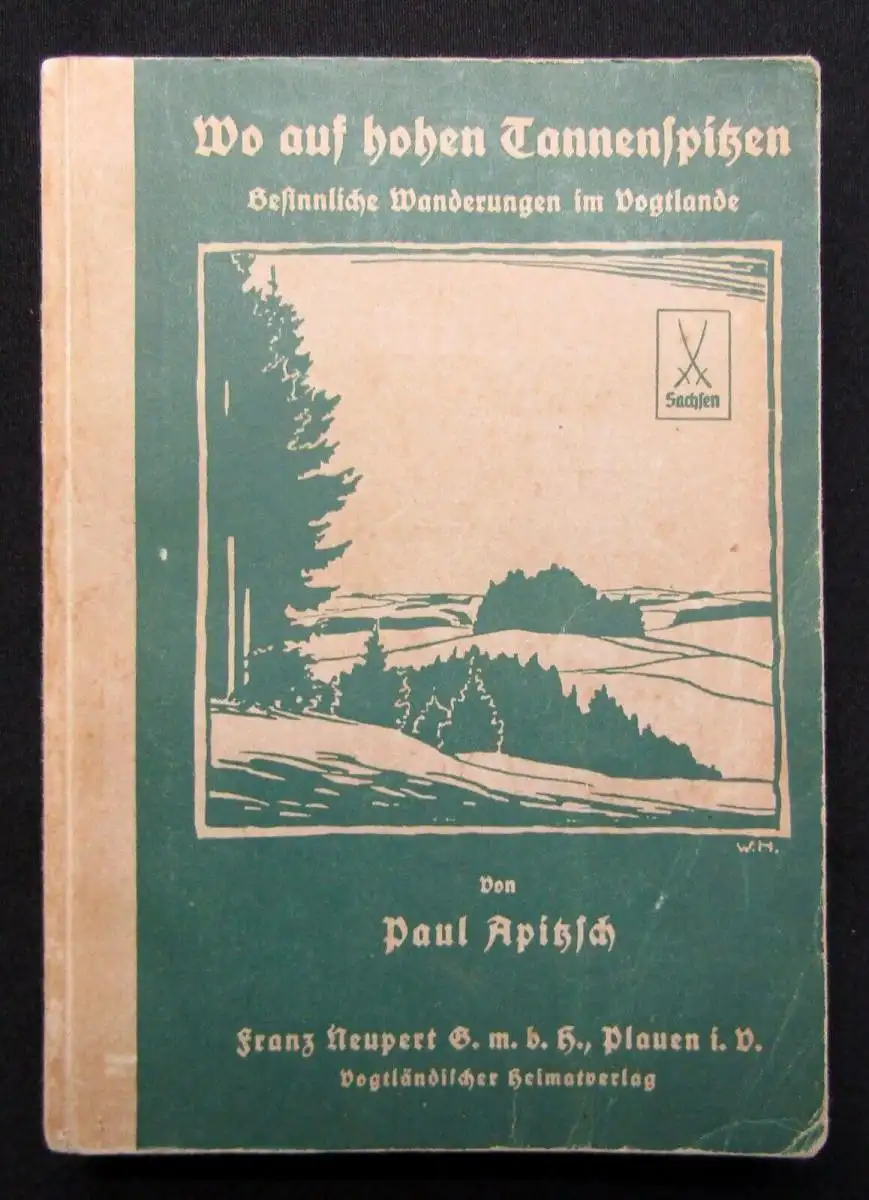 Wo auf hohen Tannenspitzen
Besinnliche Wanderungen im Vogtlande
Sachsen
W.H.
Von
Paul Apitzsch
Franz Neupert G. m. b. H., Plauen i. V.
Vogtländischer Heimatverlag